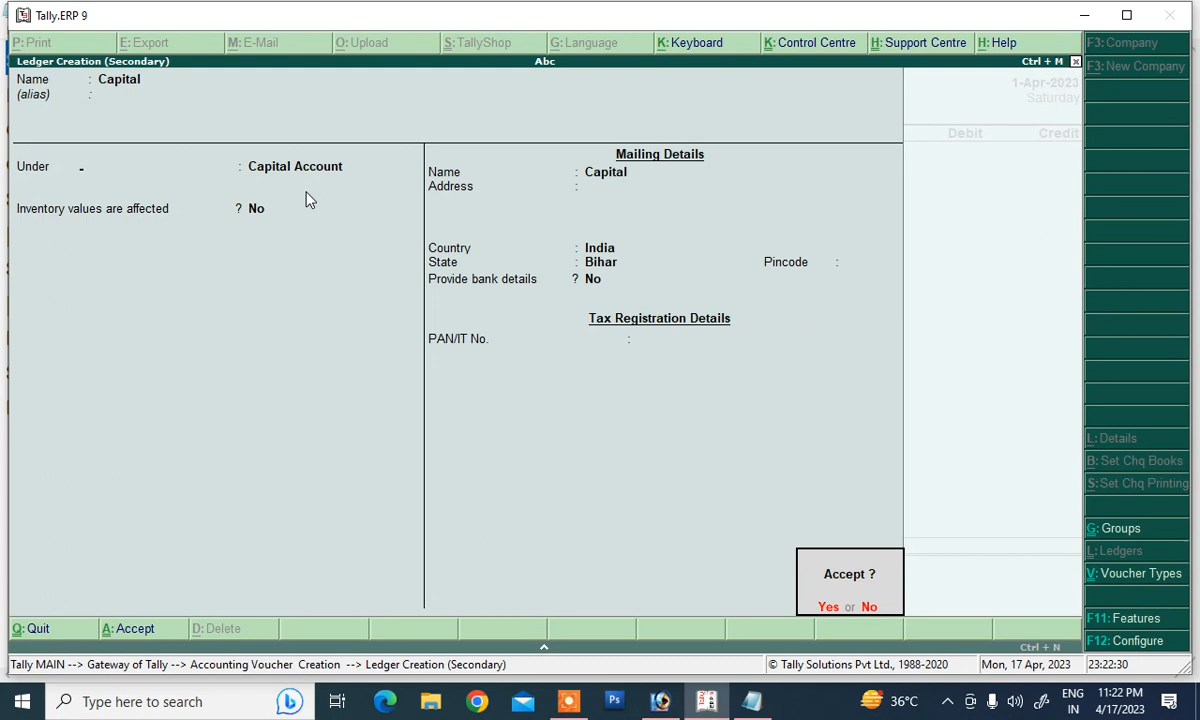 Tally.ERP 9
P: Print
E: Export
M: E-Mail
O: Upload
S: TallyShop
G: Language
K: Keyboard
K: Control Centre
H: Support Centre
H: Help
F3: Company
F3: New Company
Ledger Creation (Secondary)
Abc
Ctrl + M
Name : Capital
(alias) :
1-Apr-2023
Saturday
Debit
Credit
Under : Capital Account
Inventory values are affected ? No
Mailing Details
Name : Capital
Address :
Country : India
State : Bihar
Pincode :
Provide bank details ? No
Tax Registration Details
PAN/IT No. :
L: Details
B: Set Chq Books
S: Set Chq Printing
G: Groups
L: Ledgers
V: Voucher Types
F11: Features
F12: Configure
Accept ?
Yes or No
Q: Quit
A: Accept
D: Delete
Ctrl + N
Tally MAIN --> Gateway of Tally --> Accounting Voucher Creation --> Ledger Creation (Secondary)
© Tally Solutions Pvt Ltd., 1988-2020
Mon, 17 Apr, 2023
23:22:30
Type here to search
36°C
ENG
IN
11:22 PM
4/17/2023